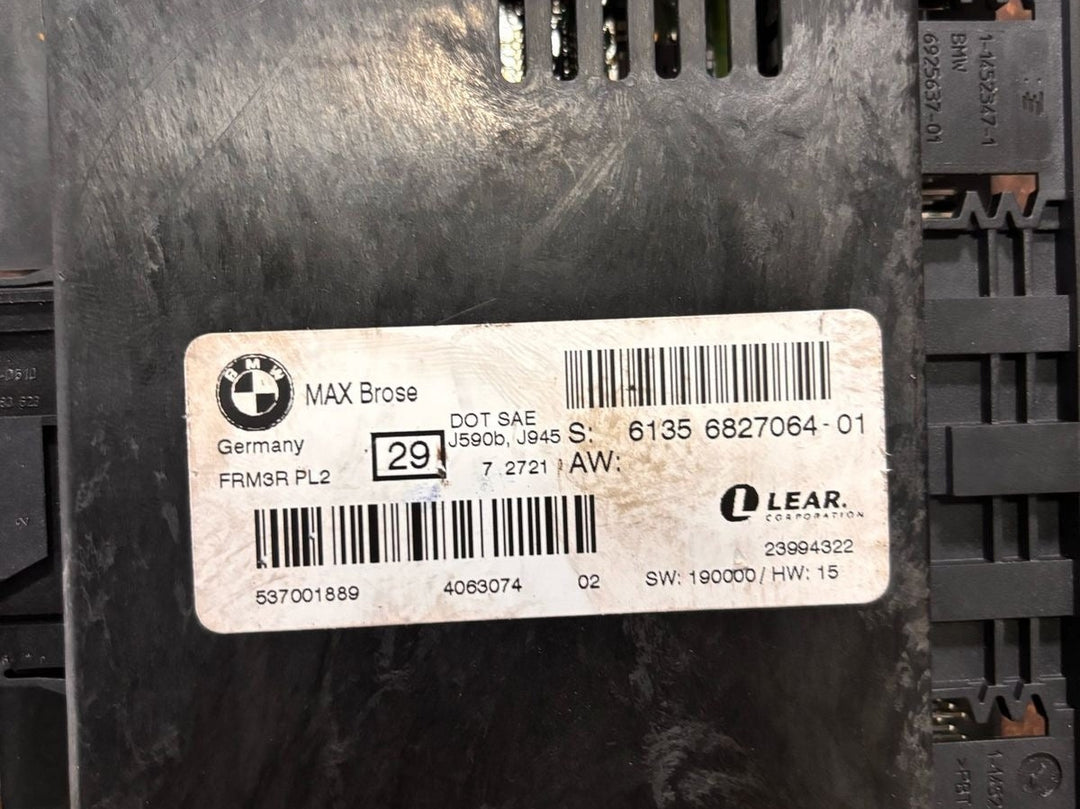 BMW
MAX Brose
Germany
FRM3R PL2
29
DOT SAE
J590b, J945
7.2721
S: 6135 6827064-01
AW:
LEAR.
CORPORATION
537001889
4063074
02
23994322
SW: 190000 / HW: 15
1-1452347-1
BMW
6925637-01